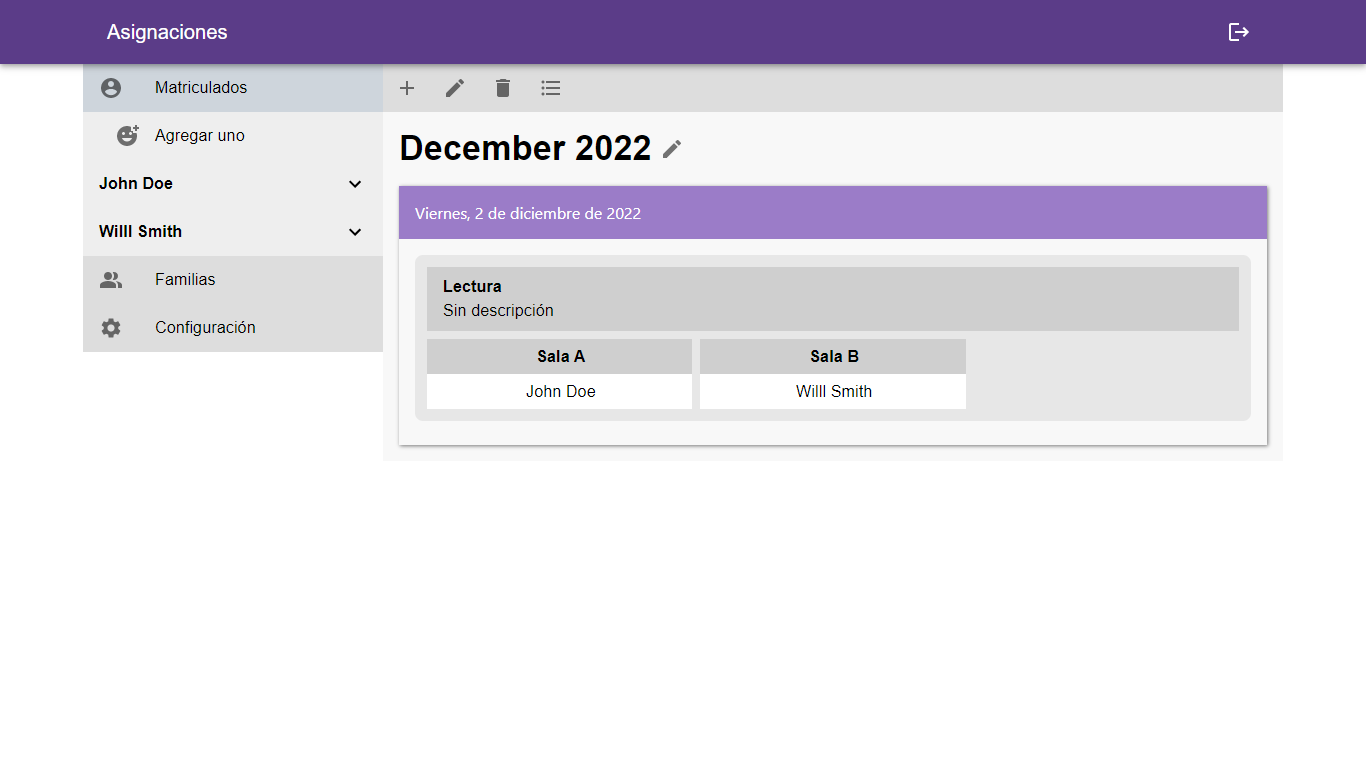 Asignaciones
Matriculados
Agregar uno
John Doe
Willl Smith
Familias
Configuración
December 2022
Viernes, 2 de diciembre de 2022
Lectura
Sin descripción
Sala A
Sala B
John Doe
Willl Smith